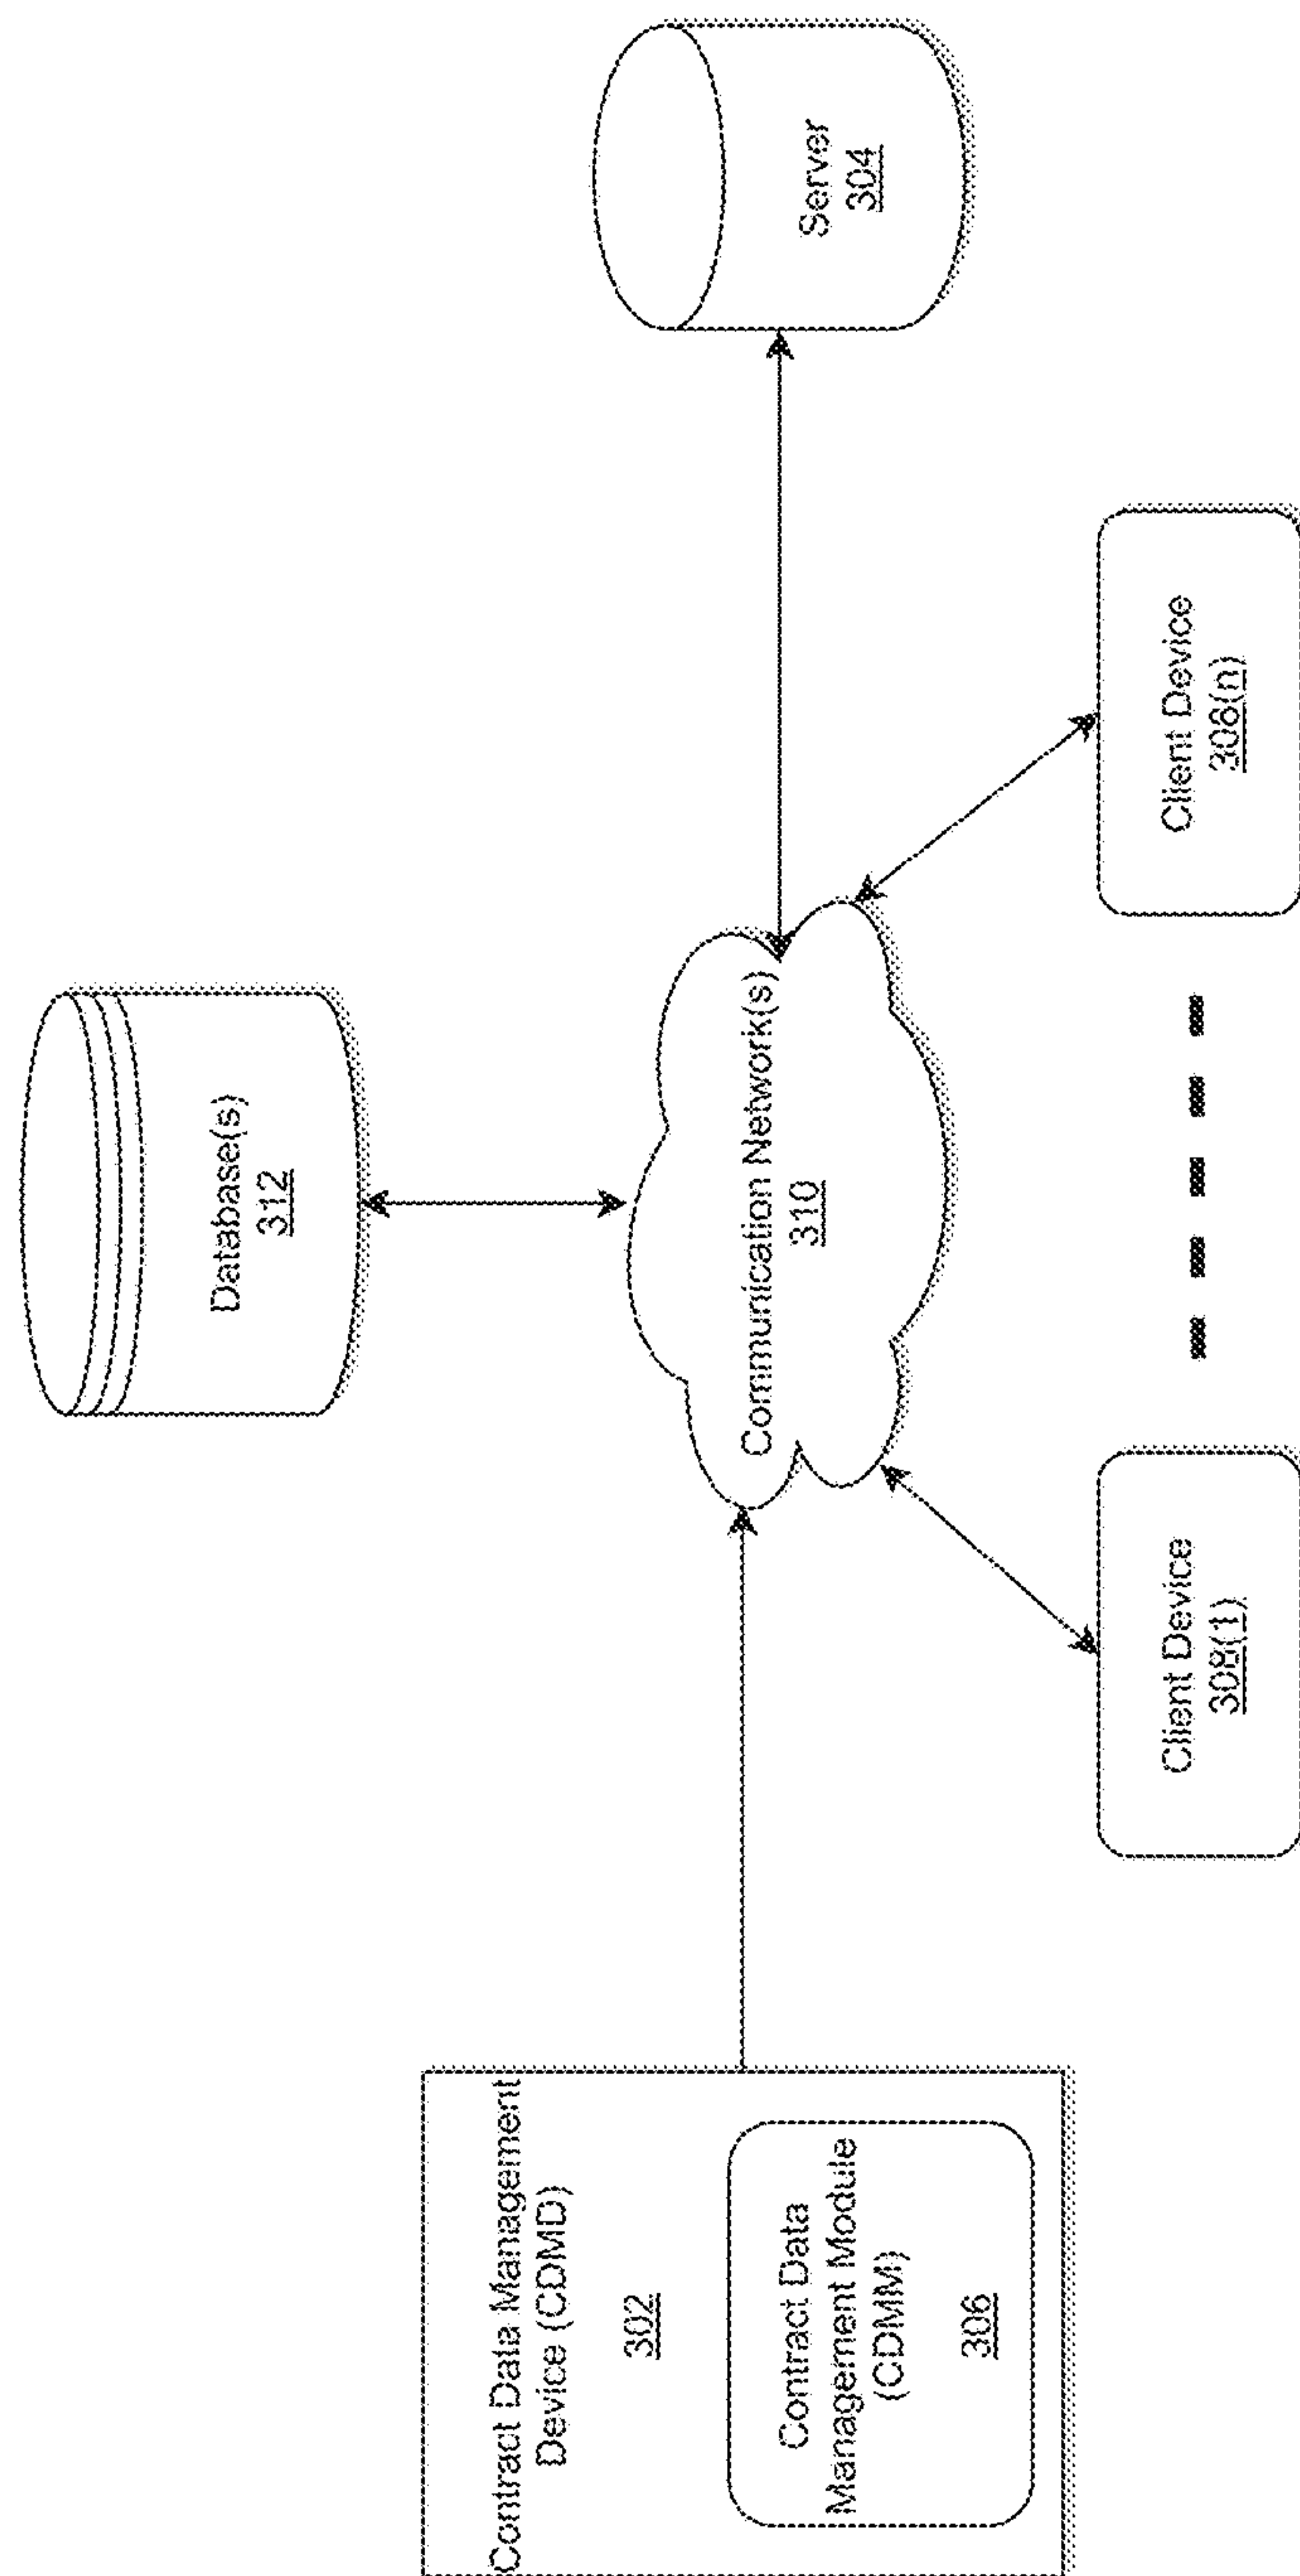 Database(s)
312
Contract Data Management
Device (CDMD)
302
Contract Data
Management Module
(CDMM)
306
Communication Network(s)
310
Server
304
Client Device
308(1)
Client Device
308(n)